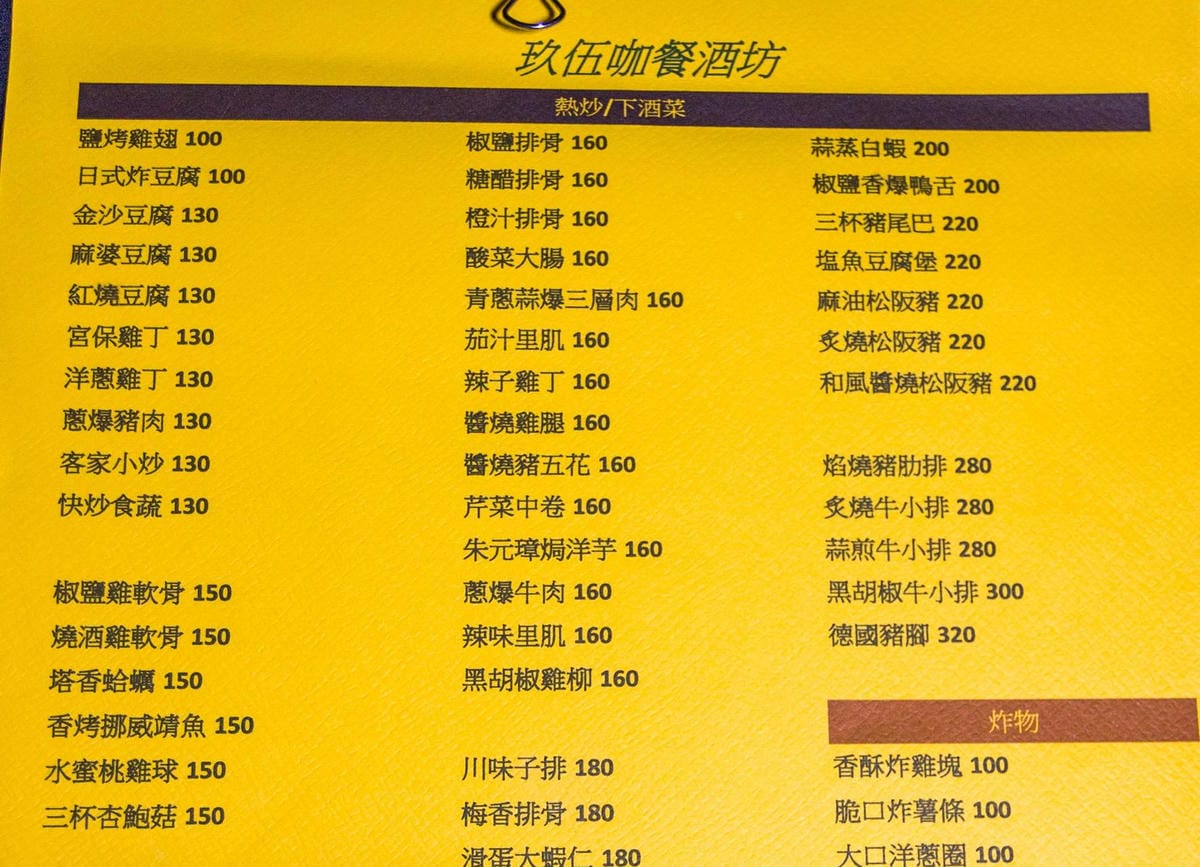 玖伍咖餐酒坊
熱炒/下酒菜
鹽烤雞翅 100
日式炸豆腐 100
金沙豆腐 130
麻婆豆腐 130
紅燒豆腐 130
宮保雞丁 130
洋蔥雞丁 130
蔥爆豬肉 130
客家小炒 130
快炒食蔬 130
椒鹽雞軟骨 150
燒酒雞軟骨 150
塔香蛤蠣 150
香烤挪威靖魚 150
水蜜桃雞球 150
三杯杏鮑菇 150
椒鹽排骨 160
糖醋排骨 160
橙汁排骨 160
酸菜大腸 160
青蔥蒜爆三層肉 160
茄汁里肌 160
辣子雞丁 160
醬燒雞腿 160
醬燒豬五花 160
芹菜中卷 160
朱元璋焗洋芋 160
蔥爆牛肉 160
辣味里肌 160
黑胡椒雞柳 160
川味子排 180
梅香排骨 180
滑蛋大蝦仁 180
蒜蒸白蝦 200
椒鹽香爆鴨舌 200
三杯豬尾巴 220
塩魚豆腐堡 220
麻油松阪豬 220
炙燒松阪豬 220
和風醬燒松阪豬 220
焰燒豬肋排 280
炙燒牛小排 280
蒜煎牛小排 280
黑胡椒牛小排 300
德國豬腳 320
炸物
香酥炸雞塊 100
脆口炸薯條 100
大口洋蔥圈 100